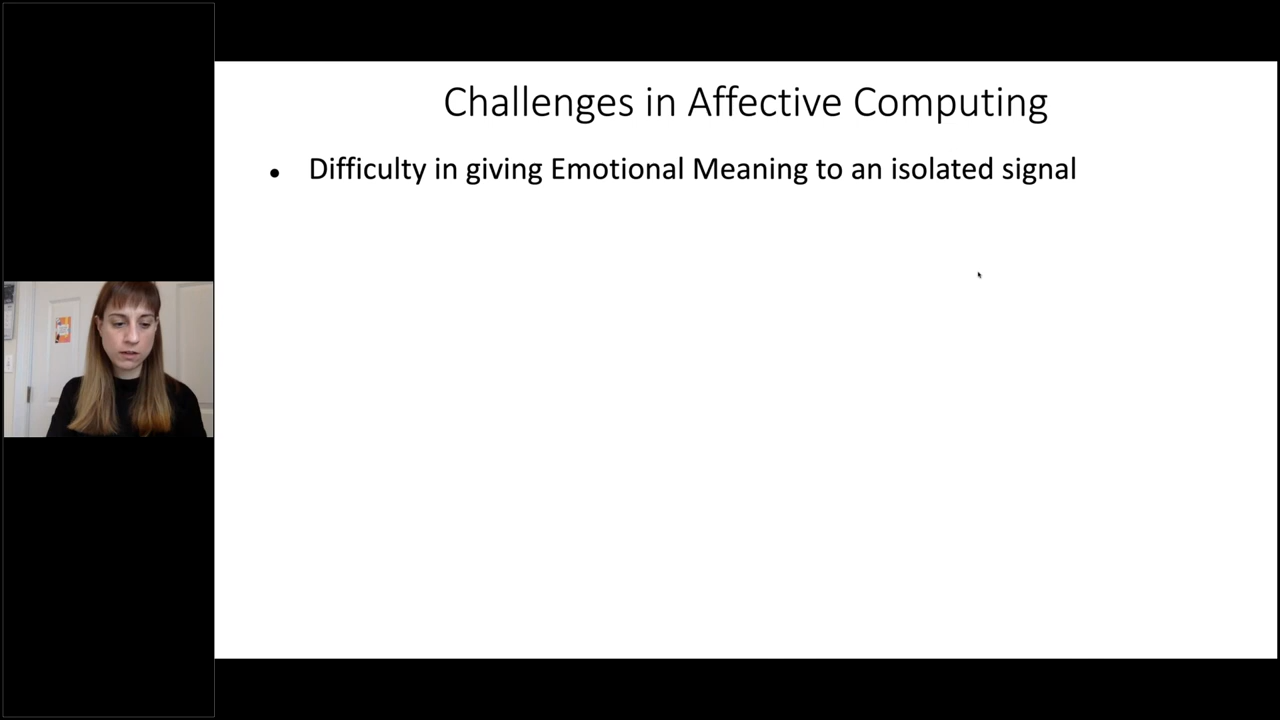 Challenges in Affective Computing
• Difficulty in giving Emotional Meaning to an isolated signal